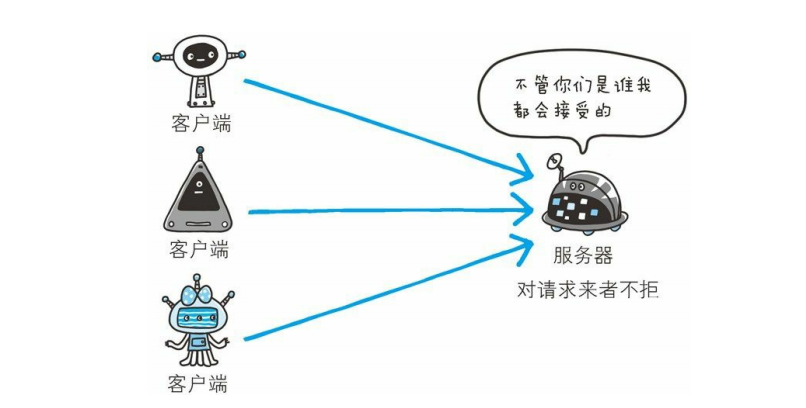 客户端
不管你们是谁我
都会接受的
客户端
服务器
对请求来者不拒
客户端